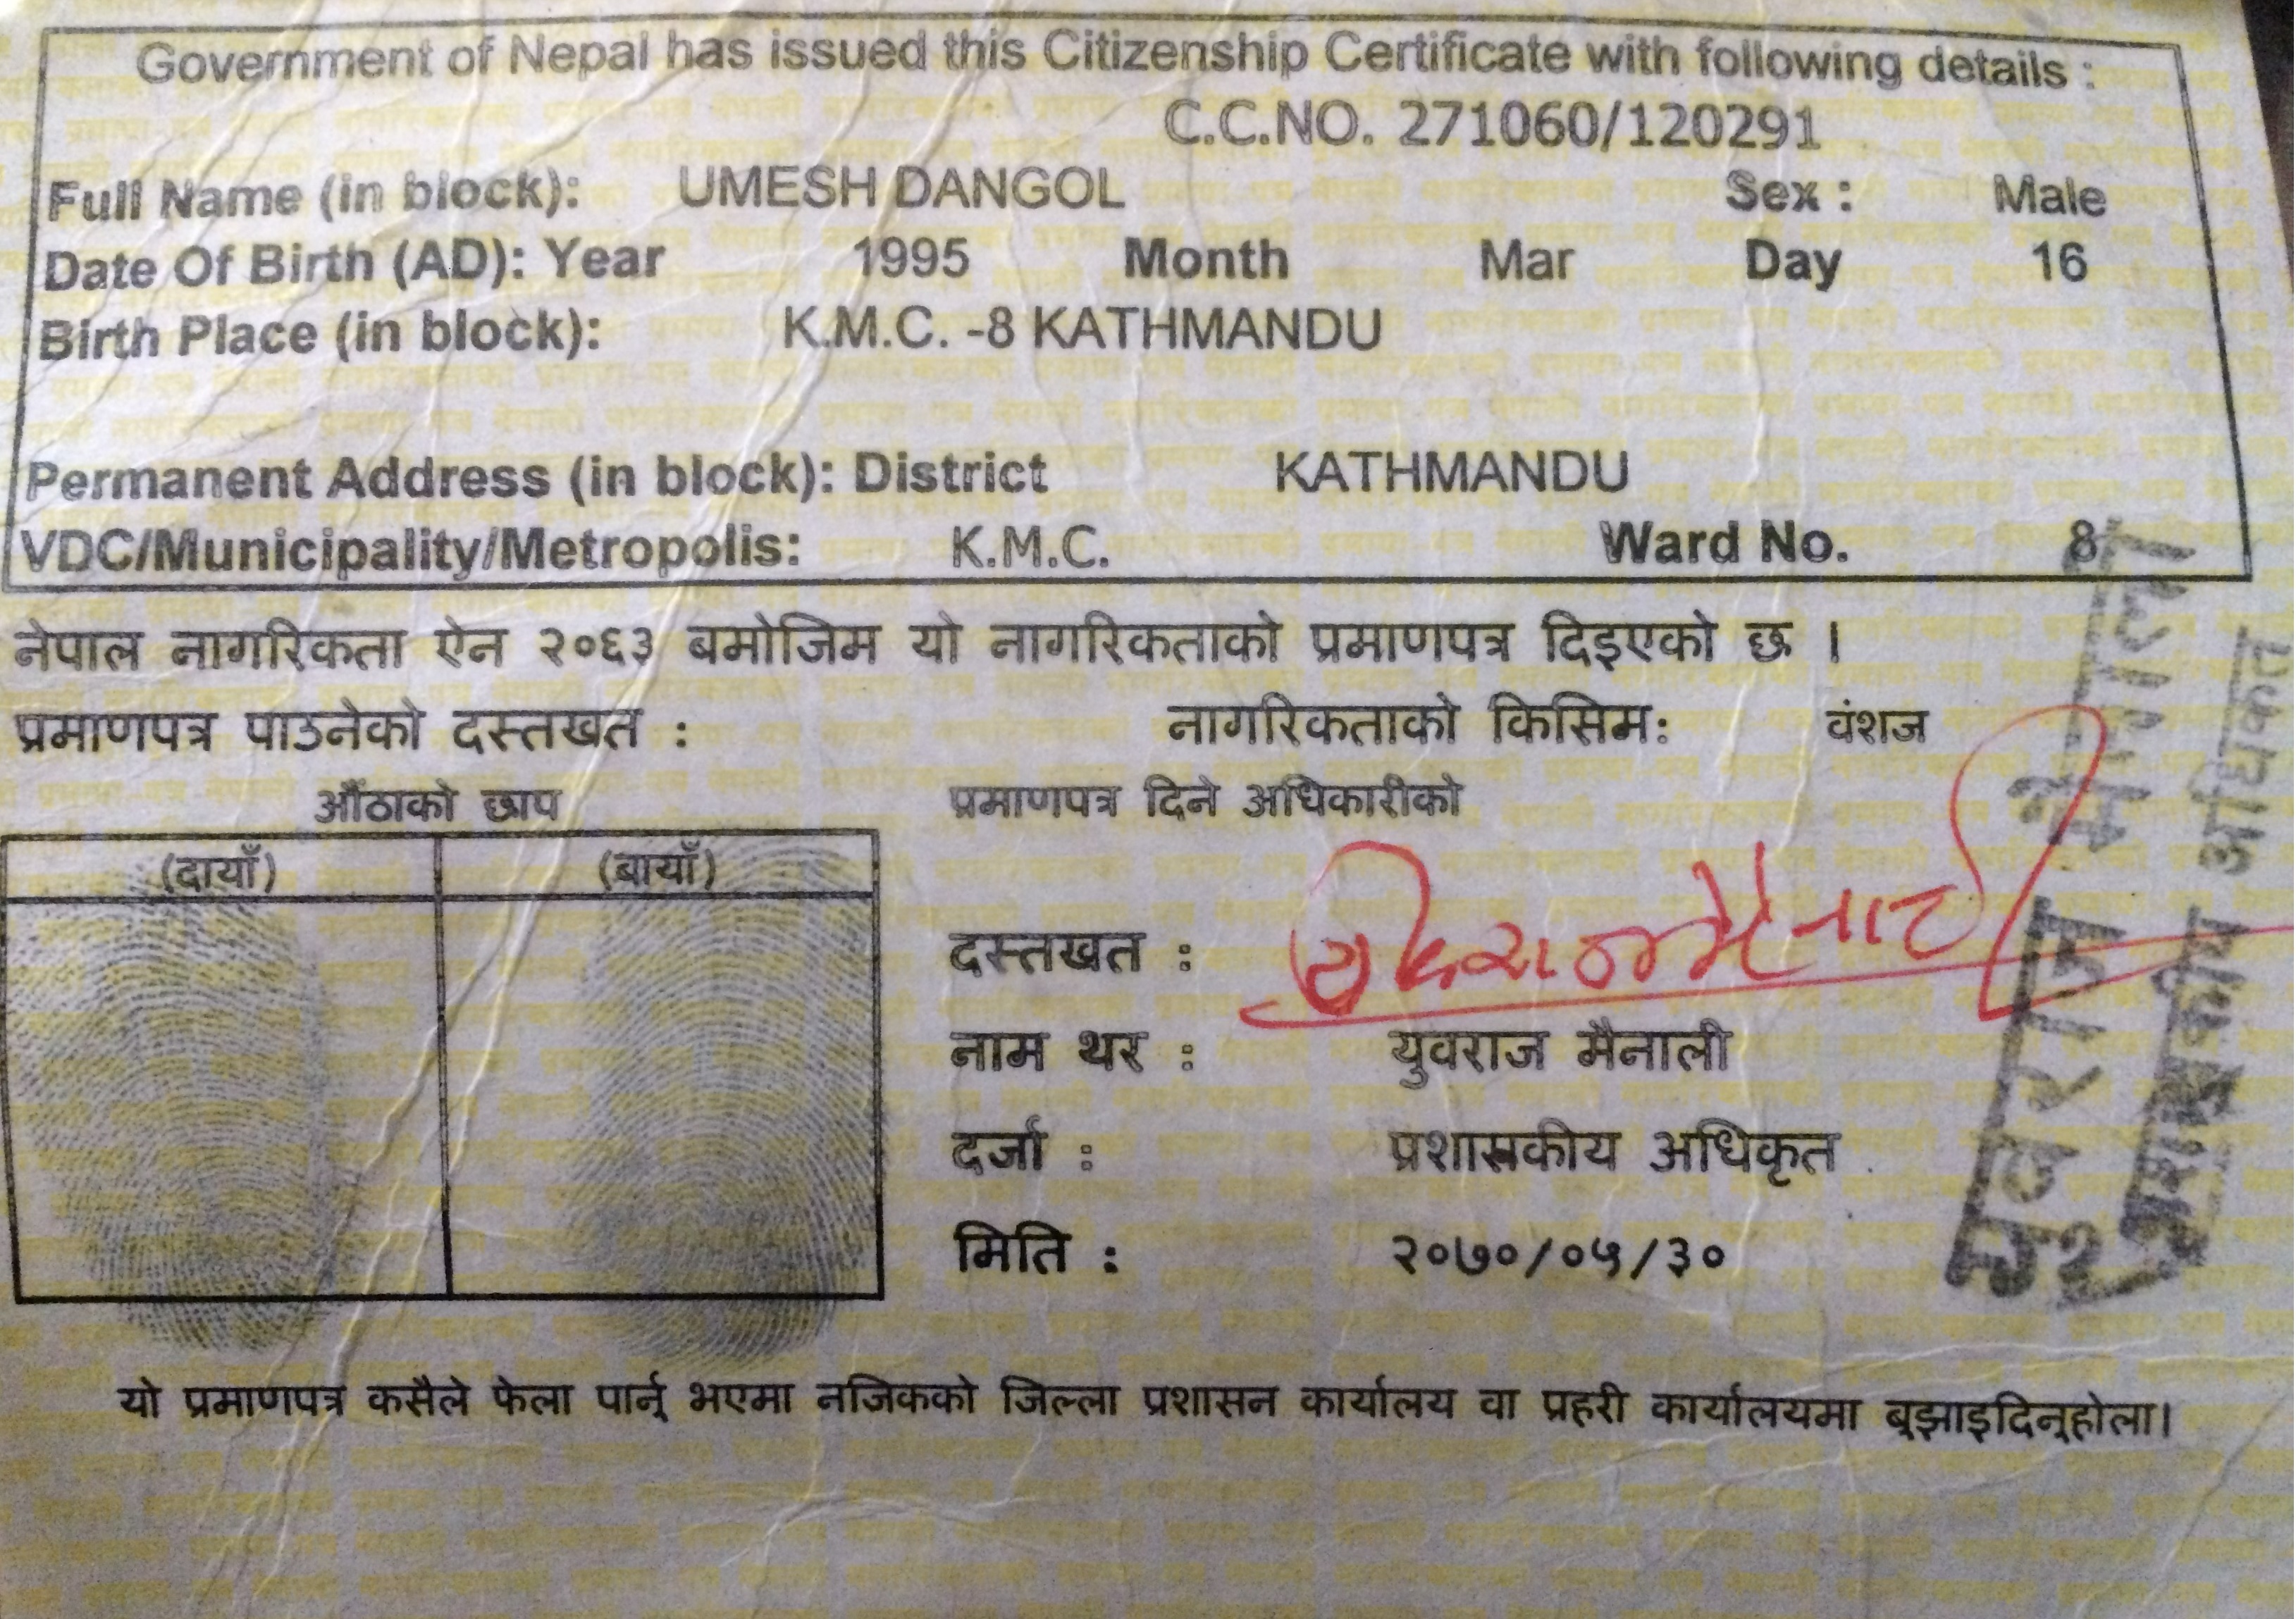 Government of Nepal has issued this Citizenship Certificate with following details :
C.C.NO. 271060/120291
Full Name (in block): UMESH DANGOL Sex : Male
Date Of Birth (AD): Year 1995 Month Mar Day 16
Birth Place (in block): K.M.C. -8 KATHMANDU
Permanent Address (in block): District KATHMANDU
VDC/Municipality/Metropolis: K.M.C. Ward No. 8
नेपाल नागरिकता ऐन २०६३ बमोजिम यो नागरिकताको प्रमाणपत्र दिइएको छ ।
प्रमाणपत्र पाउनेको दस्तखत : नागरिकताको किसिम: वंशज
औंठाको छाप प्रमाणपत्र दिने अधिकारीको
(दायाँ) (बायाँ)
दस्तखत :
नाम थर : युवराज मैनाली
दर्जा : प्रशासकीय अधिकृत
मिति : २०७०/०५/३०
यो प्रमाणपत्र कसैले फेला पार्नु भएमा नजिकको जिल्ला प्रशासन कार्यालय वा प्रहरी कार्यालयमा बुझाइदिनुहोला।
युवराज मैनाली
प्रशासकीय अधिकृत